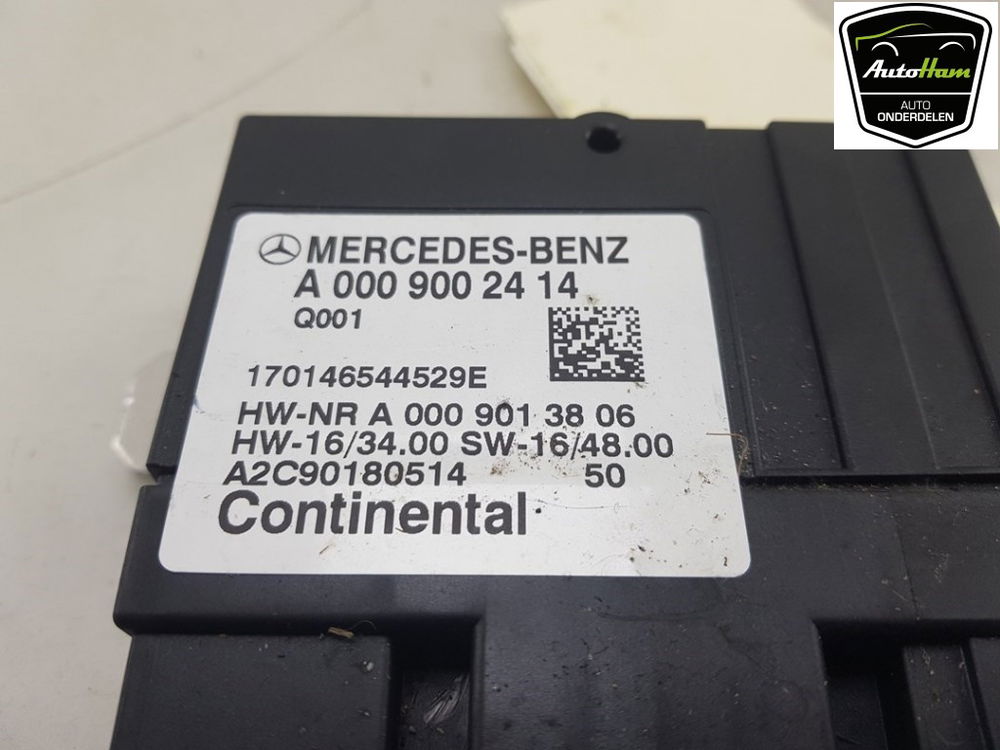 AutoHam
AUTO
ONDERDELEN
MERCEDES-BENZ
A 000 900 24 14
Q001
170146544529E
HW-NR A 000 901 38 06
HW-16/34.00 SW-16/48.00
A2C90180514 50
Continental